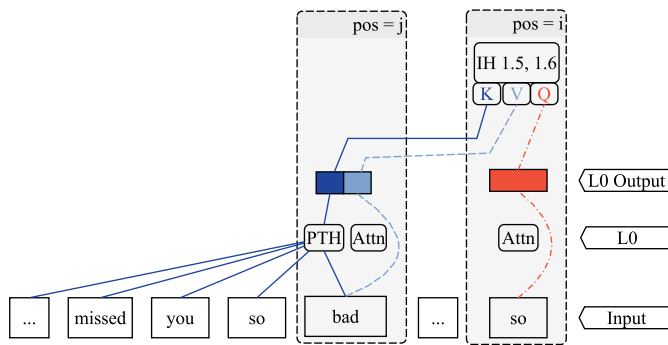 pos = j
pos = i
IH 1.5, 1.6
K V Q
L0 Output
PTH Attn Attn L0
... missed you so bad ... so Input